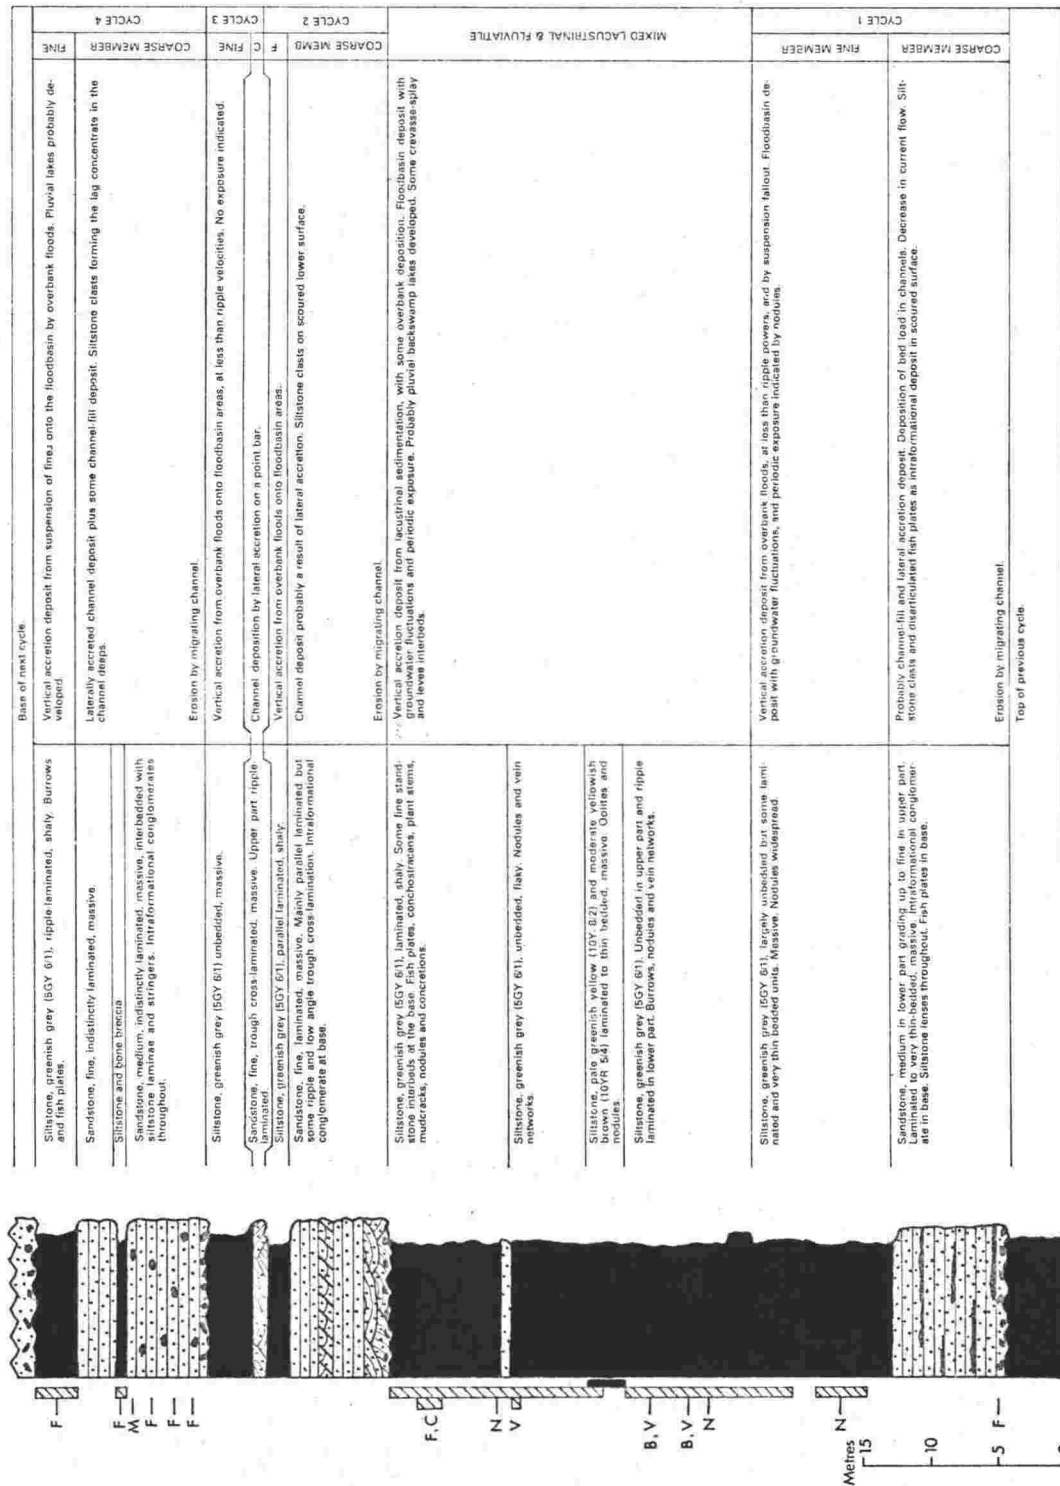 Base of next cycle.
F
Siltstone, greenish grey (5GY 6/1), ripple-laminated, shaly. Burrows
and fish plates.
Vertical accretion deposit from suspension of fines onto the floodbasin by overbank floods. Pluvial lakes probably de-
veloped.
FINE
CYCLE 4
Sandstone, fine, indistinctly laminated, massive.
Laterally accreted channel deposit plus some channel-fill deposit. Siltstone clasts forming the lag concentrate in the
channel deeps.
COARSE MEMBER
F
Siltstone and bone breccia
M
F
F
F
Sandstone, medium, indistinctly laminated, massive, interbedded with
siltstone laminae and stringers. Intraformational conglomerates
throughout.
Erosion by migrating channel.
Siltstone, greenish grey (5GY 6/1) unbedded, massive.
Vertical accretion from overbank floods onto floodbasin areas, at less than ripple velocities. No exposure indicated.
FINE
CYCLE 3
Sandstone, fine, trough cross-laminated, massive. Upper part ripple-
laminated.
Channel deposition by lateral accretion on a point bar.
C
Siltstone, greenish grey (5GY 6/1), parallel laminated, shaly.
Vertical accretion from overbank floods onto floodbasin areas.
F
CYCLE 2
Sandstone, fine, laminated, massive. Mainly parallel laminated but
some ripple and low angle trough cross-lamination. Intraformational
conglomerate at base.
Channel deposit probably a result of lateral accretion. Siltstone clasts on scoured lower surface.
Erosion by migrating channel.
COARSE MEMB
F, C
N
Siltstone, greenish grey (5GY 6/1), laminated, shaly. Some fine stand-
stone interbeds at the base. Fish plates, conchostracans, plant stems,
mudcracks, nodules and concretions.
Vertical accretion deposit from lacustrinal sedimentation, with some overbank deposition. Floodbasin deposit with
groundwater fluctuations and periodic exposure. Probably pluvial backswamp lakes developed. Some crevasse-splay
and levee interbeds.
MIXED LACUSTRINAL & FLUVIATILE
V
Siltstone, greenish grey (5GY 6/1), unbedded, flaky. Nodules and vein
networks.
Siltstone, pale greenish yellow (10Y 8/2) and moderate yellowish
brown (10YR 5/4) laminated to thin bedded, massive. Oolites and
nodules.
B, V
B, V
N
Siltstone, greenish grey (5GY 6/1). Unbedded in upper part and ripple
laminated in lower part. Burrows, nodules and vein networks.
N
Siltstone, greenish grey (5GY 6/1), largely unbedded but some lami-
nated and very thin bedded units. Massive. Nodules widespread.
Vertical accretion deposit from overbank floods, at less than ripple powers, and by suspension fallout. Floodbasin de-
posit with groundwater fluctuations, and periodic exposure indicated by nodules.
FINE MEMBER
CYCLE 1
F
Sandstone, medium in lower part grading up to fine in upper part.
Laminated to very thin-bedded, massive. Intraformational conglomer-
ate in base. Siltstone lenses throughout. Fish plates in base.
Probably channel-fill and lateral accretion deposit. Deposition of bed load in channels. Decrease in current flow. Silt-
stone clasts and disarticulated fish plates as intraformational deposit in scoured surface.
Erosion by migrating channel.
COARSE MEMBER
Top of previous cycle.
Metres
15
10
5